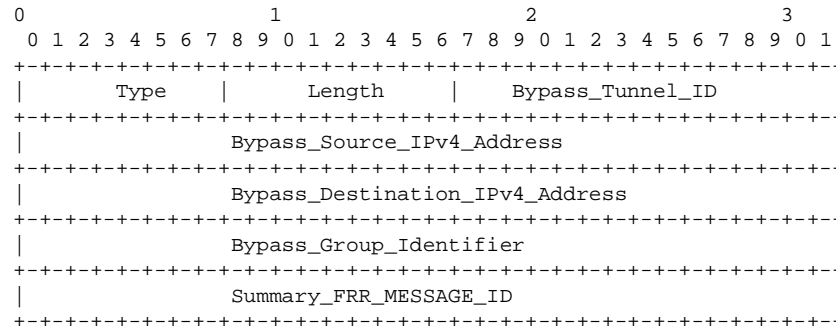 0                   1                   2                   3
 0 1 2 3 4 5 6 7 8 9 0 1 2 3 4 5 6 7 8 9 0 1 2 3 4 5 6 7 8 9 0 1
+-+-+-+-+-+-+-+-+-+-+-+-+-+-+-+-+-+-+-+-+-+-+-+-+-+-+-+-+-+-+-+-
|       Type    |      Length     |    Bypass_Tunnel_ID
+-+-+-+-+-+-+-+-+-+-+-+-+-+-+-+-+-+-+-+-+-+-+-+-+-+-+-+-+-+-+-+-
|                Bypass_Source_IPv4_Address
+-+-+-+-+-+-+-+-+-+-+-+-+-+-+-+-+-+-+-+-+-+-+-+-+-+-+-+-+-+-+-+-
|                Bypass_Destination_IPv4_Address
+-+-+-+-+-+-+-+-+-+-+-+-+-+-+-+-+-+-+-+-+-+-+-+-+-+-+-+-+-+-+-+-
|                Bypass_Group_Identifier
+-+-+-+-+-+-+-+-+-+-+-+-+-+-+-+-+-+-+-+-+-+-+-+-+-+-+-+-+-+-+-+-
|                Summary_FRR_MESSAGE_ID
+-+-+-+-+-+-+-+-+-+-+-+-+-+-+-+-+-+-+-+-+-+-+-+-+-+-+-+-+-+-+-+-